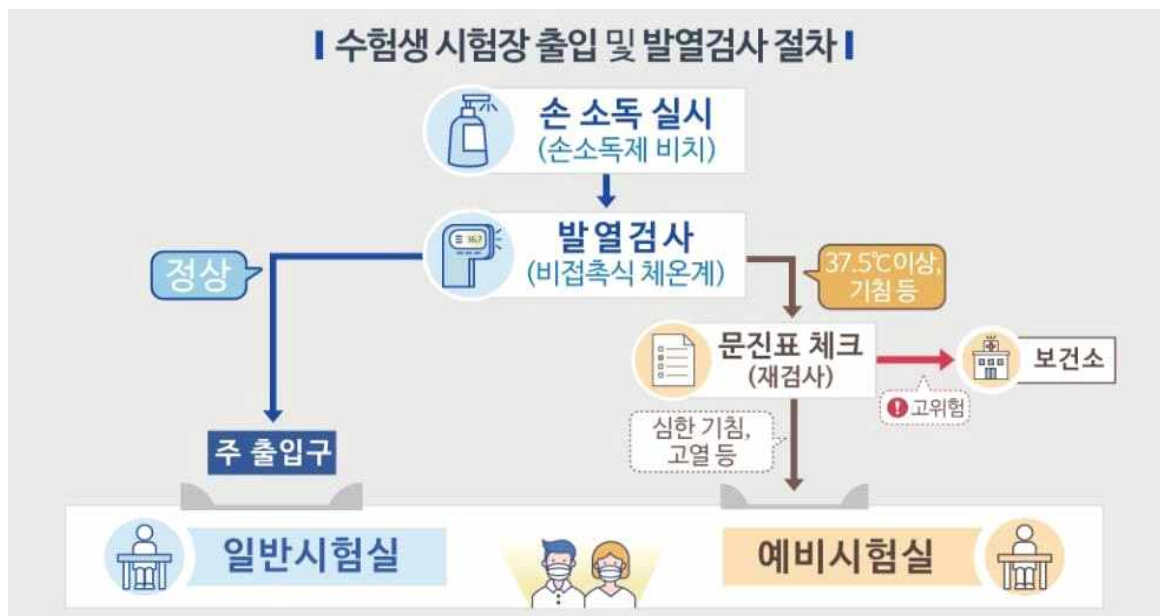 수험생 시험장 출입 및 발열검사 절차
손 소독 실시
(손소독제 비치)
발열검사
(비접촉식 체온계)
정상
37.5℃ 이상,
기침 등
문진표 체크
(재검사)
보건소
고위험
심한 기침,
고열 등
주 출입구
일반시험실
예비시험실